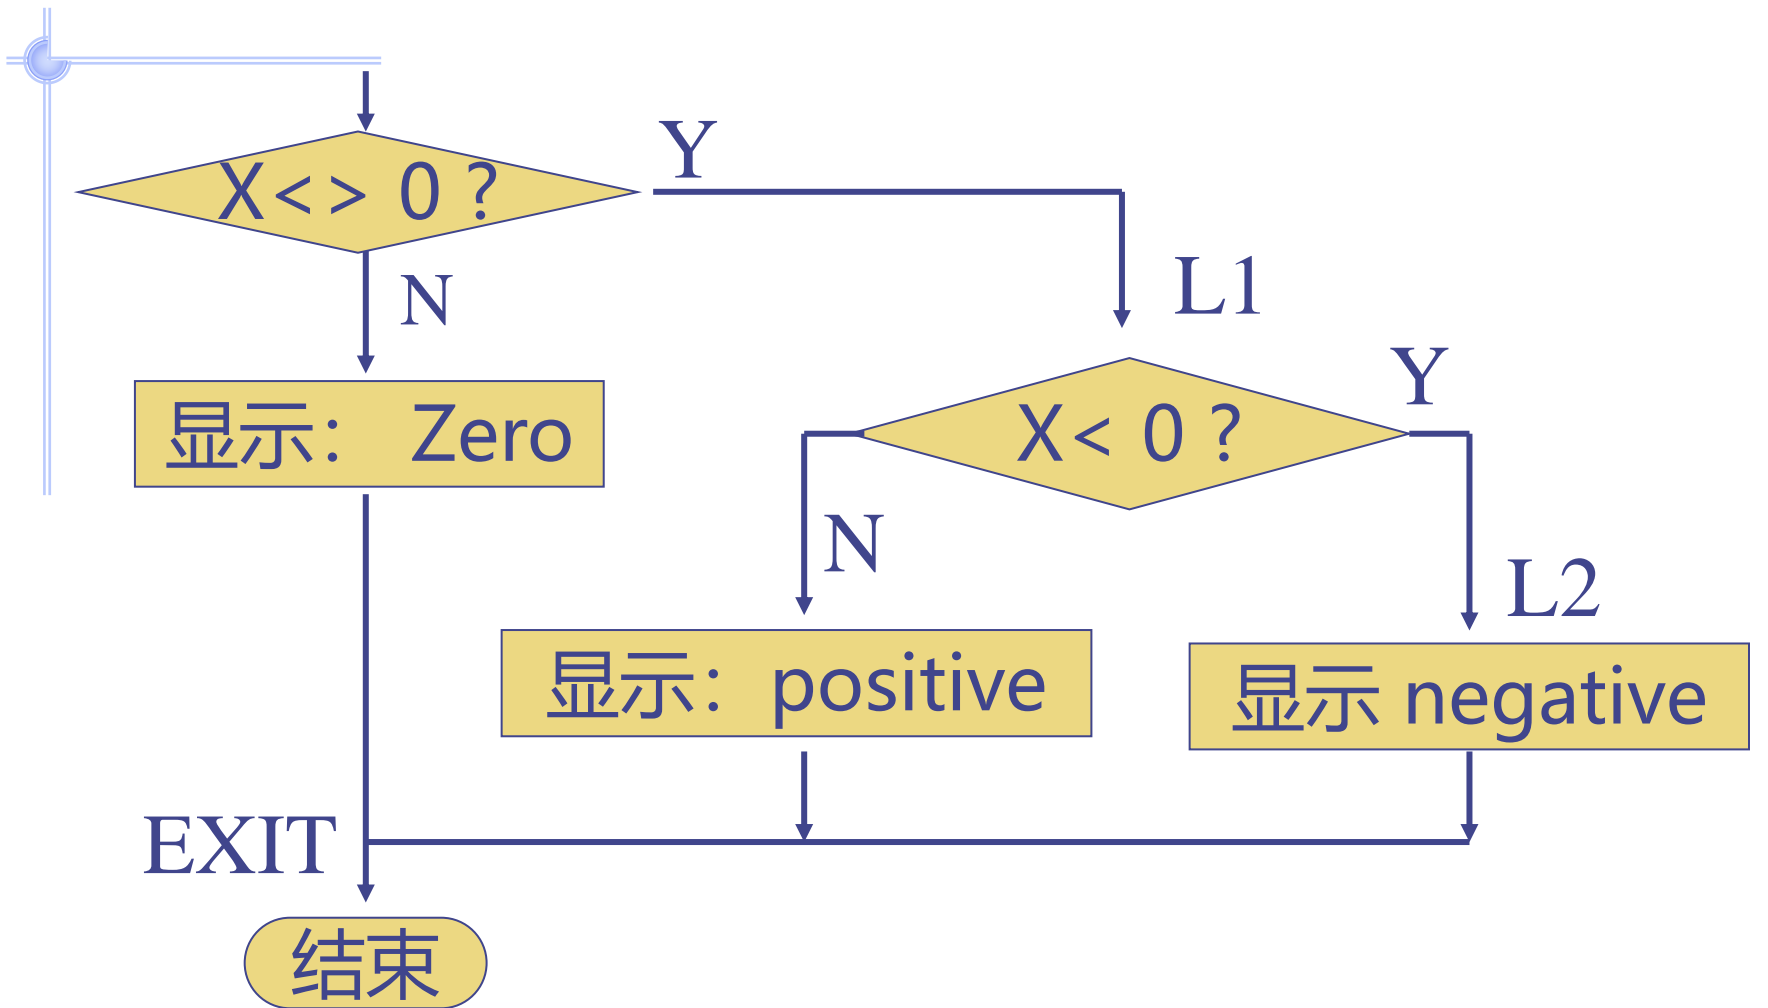 Y
X<> 0 ?
N
L1
Y
显示： Zero
X< 0 ?
N
L2
显示：positive
显示 negative
EXIT
结束